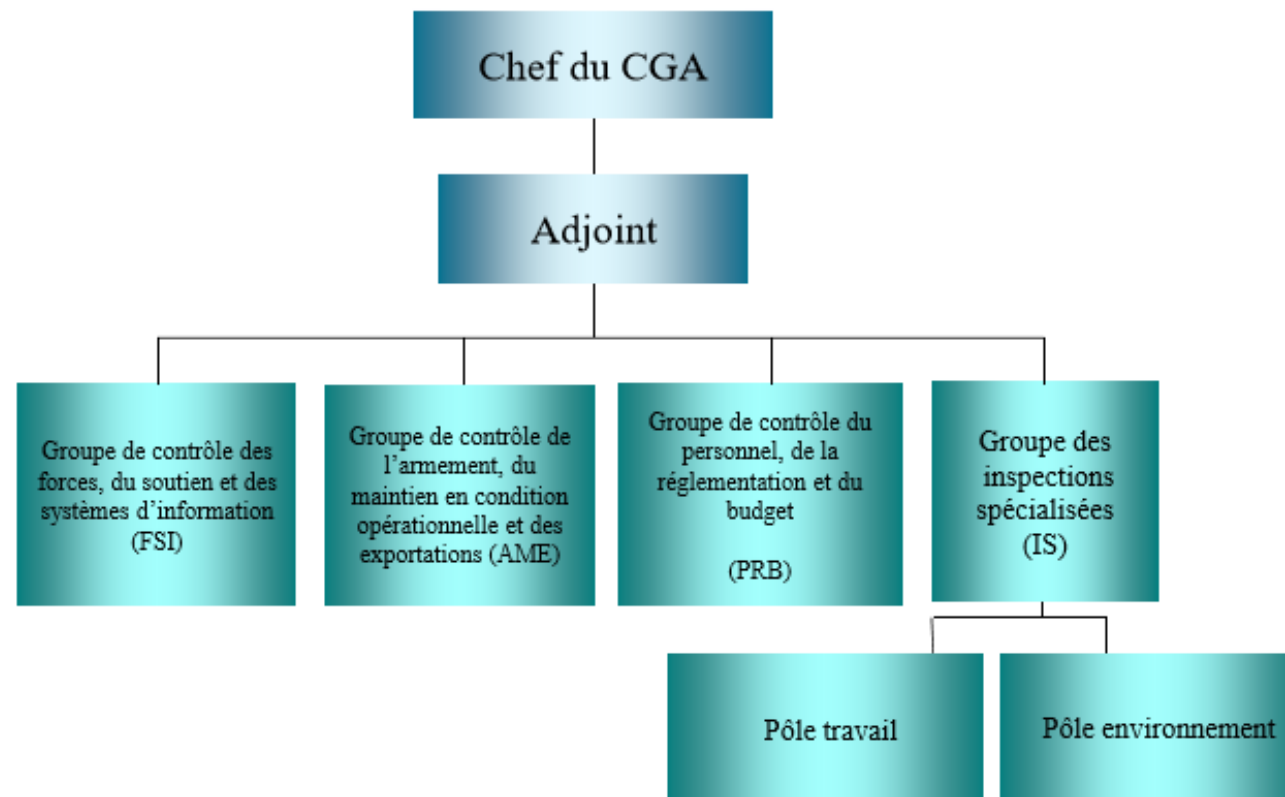 Chef du CGA
Adjoint
Groupe de contrôle des
forces, du soutien et des
systèmes d’information
(FSI)
Groupe de contrôle de
l’armement, du
maintien en condition
opérationnelle et des
exportations (AME)
Groupe de contrôle du
personnel, de la
réglementation et du
budget
(PRB)
Groupe des
inspections
spécialisées
(IS)
Pôle travail
Pôle environnement